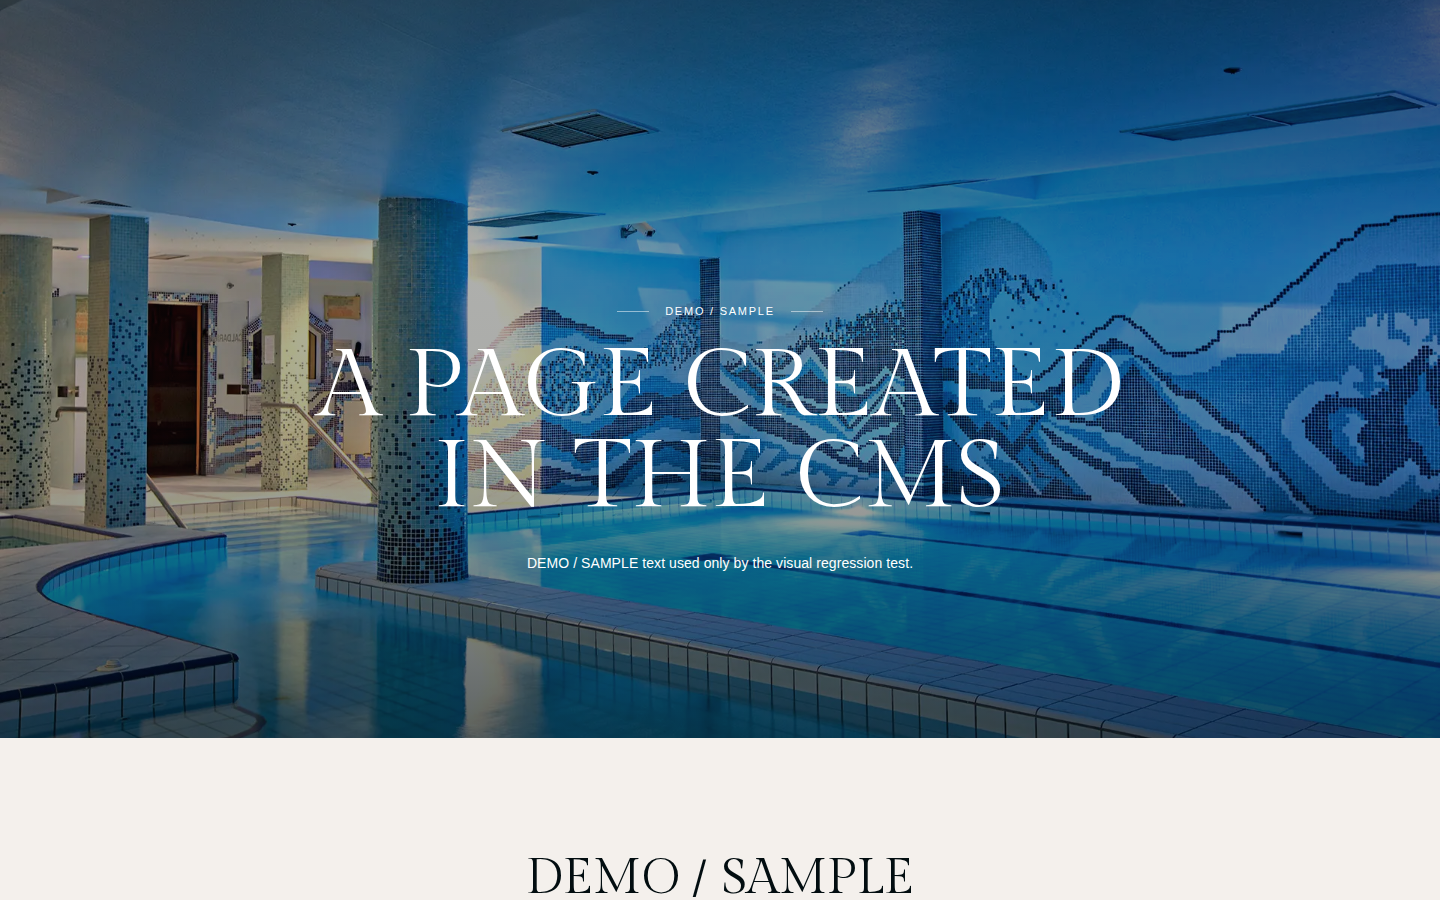 DEMO / SAMPLE
A PAGE CREATED
IN THE CMS
DEMO / SAMPLE text used only by the visual regression test.
DEMO / SAMPLE